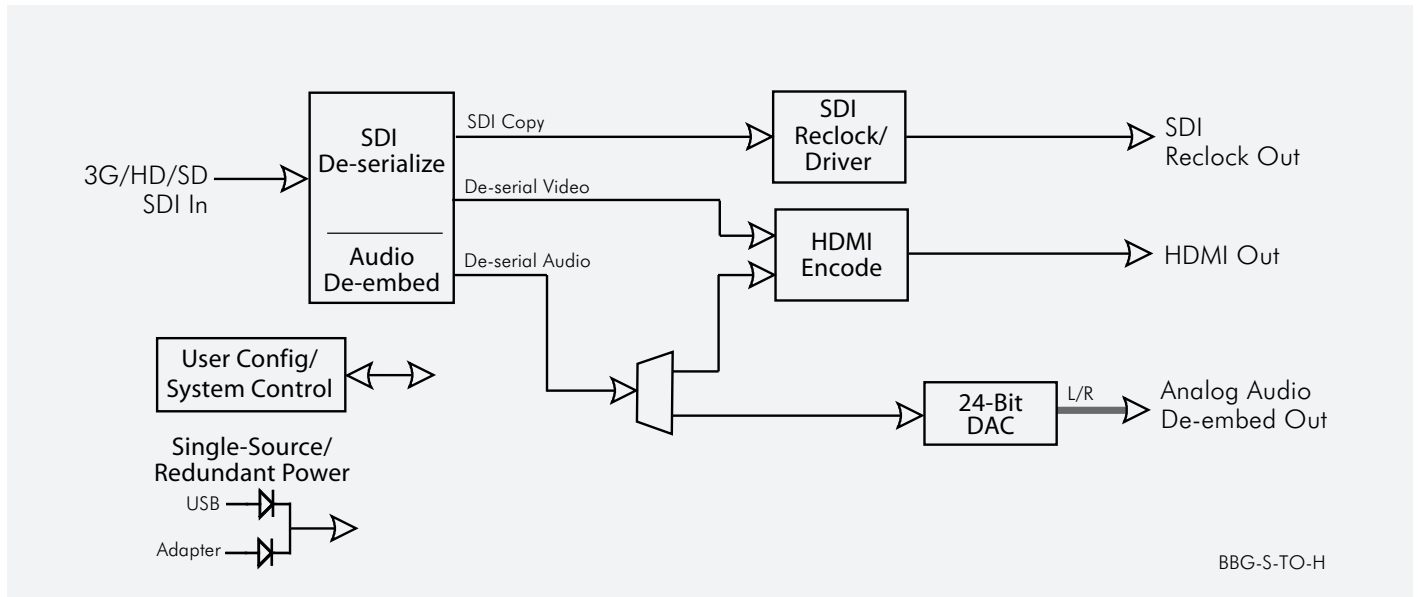 3G/HD/SD
SDI In
SDI
De-serialize
Audio
De-embed
SDI Copy
De-serial Video
De-serial Audio
SDI
Reclock/
Driver
SDI
Reclock Out
HDMI
Encode
HDMI Out
User Config/
System Control
24-Bit
DAC
L/R
Analog Audio
De-embed Out
Single-Source/
Redundant Power
USB
Adapter
BBG-S-TO-H